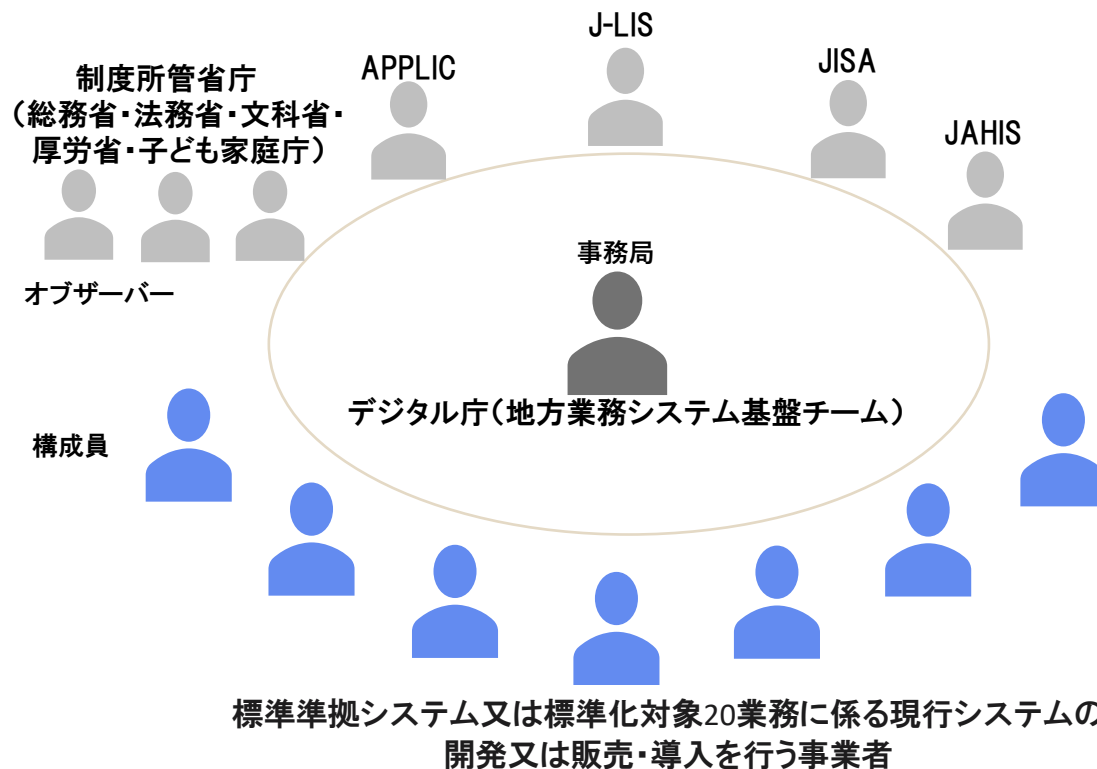 J-LIS
APPLIC
JISA
制度所管省庁
（総務省・法務省・文科省・
厚労省・子ども家庭庁）
JAHIS
事務局
オブザーバー
デジタル庁（地方業務システム基盤チーム）
構成員
標準準拠システム又は標準化対象20業務に係る現行システムの
開発又は販売・導入を行う事業者